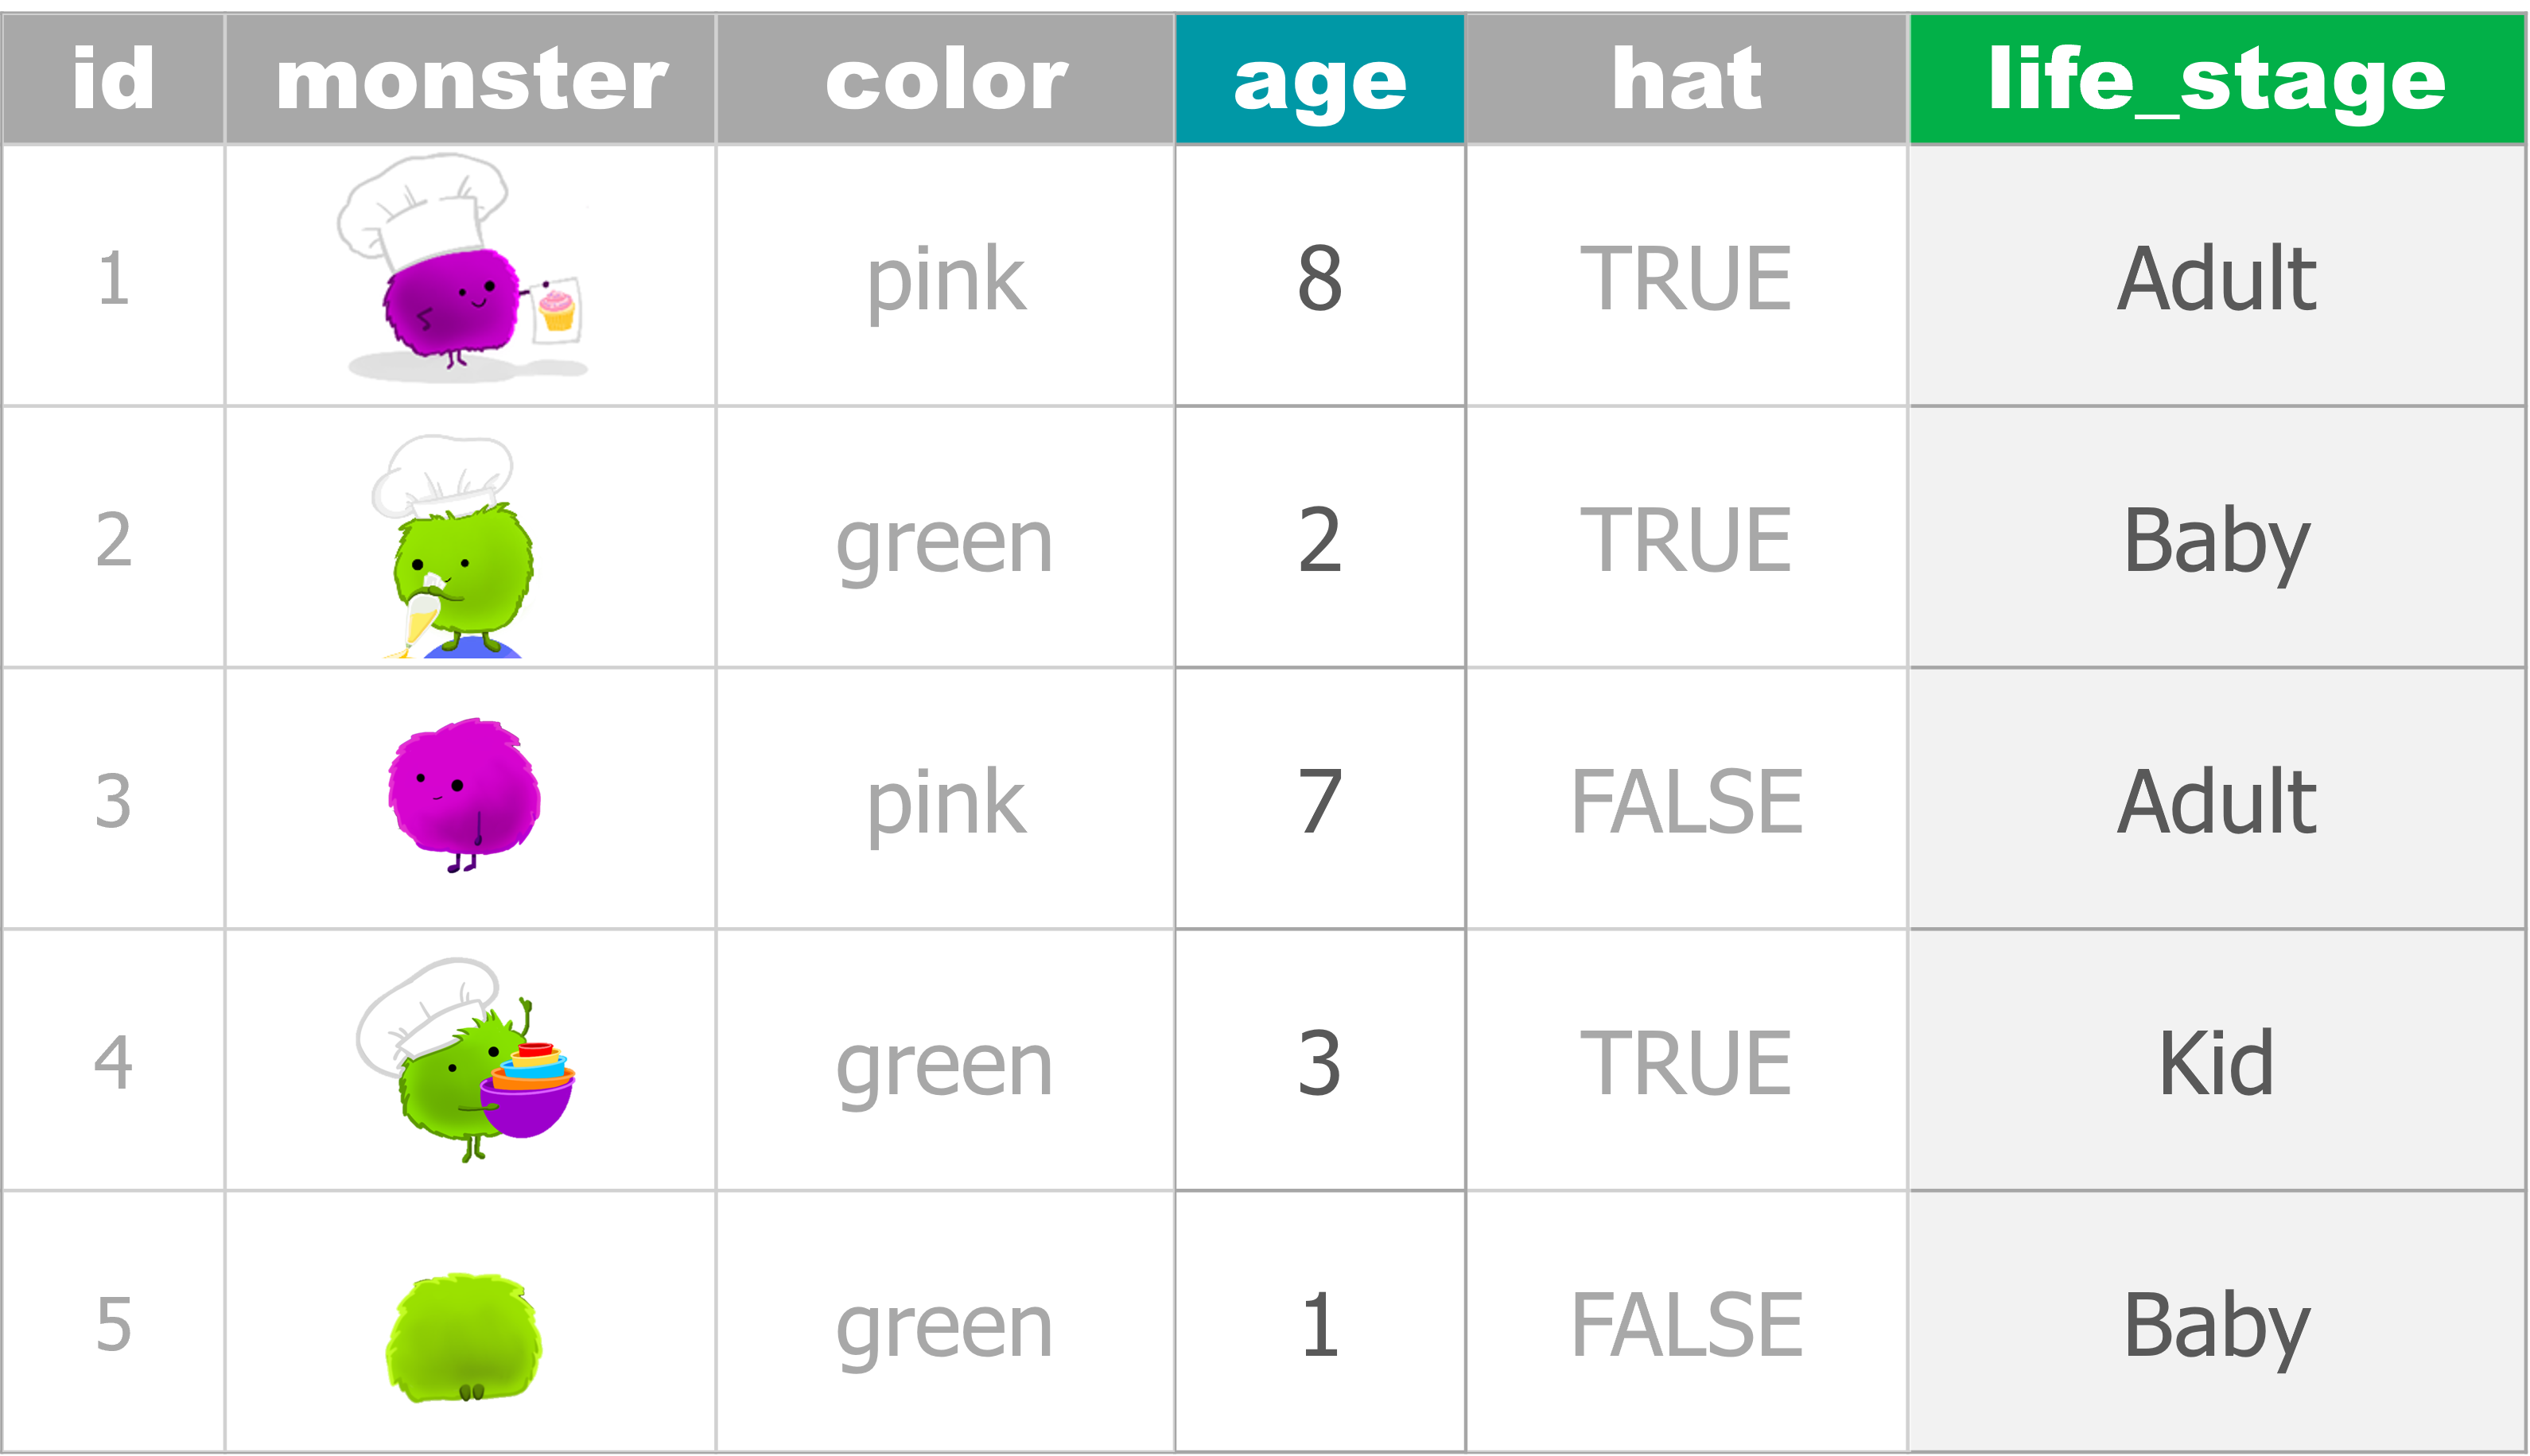 id monster color age hat life_stage
1 pink 8 TRUE Adult
2 green 2 TRUE Baby
3 pink 7 FALSE Adult
4 green 3 TRUE Kid
5 green 1 FALSE Baby